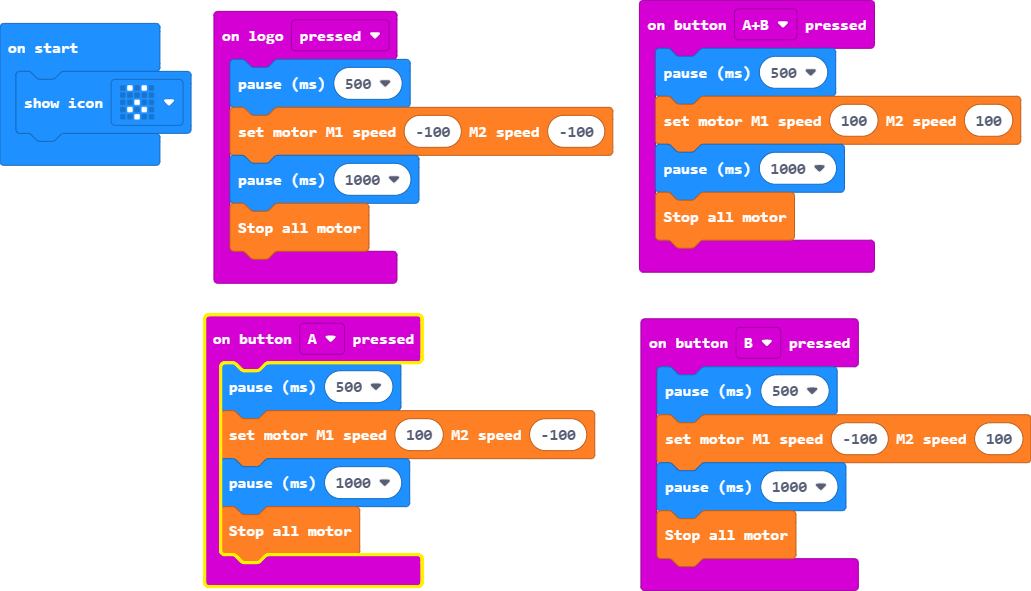 on start
show icon
on logo pressed
pause (ms) 500
set motor M1 speed -100 M2 speed -100
pause (ms) 1000
Stop all motor
on button A+B pressed
pause (ms) 500
set motor M1 speed 100 M2 speed 100
pause (ms) 1000
Stop all motor
on button A pressed
pause (ms) 500
set motor M1 speed 100 M2 speed -100
pause (ms) 1000
Stop all motor
on button B pressed
pause (ms) 500
set motor M1 speed -100 M2 speed 100
pause (ms) 1000
Stop all motor